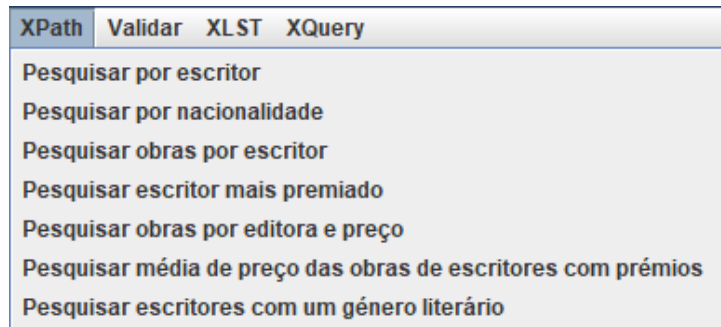 XPath Validar XLST XQuery
Pesquisar por escritor
Pesquisar por nacionalidade
Pesquisar obras por escritor
Pesquisar escritor mais premiado
Pesquisar obras por editora e preço
Pesquisar média de preço das obras de escritores com prémios
Pesquisar escritores com um género literário